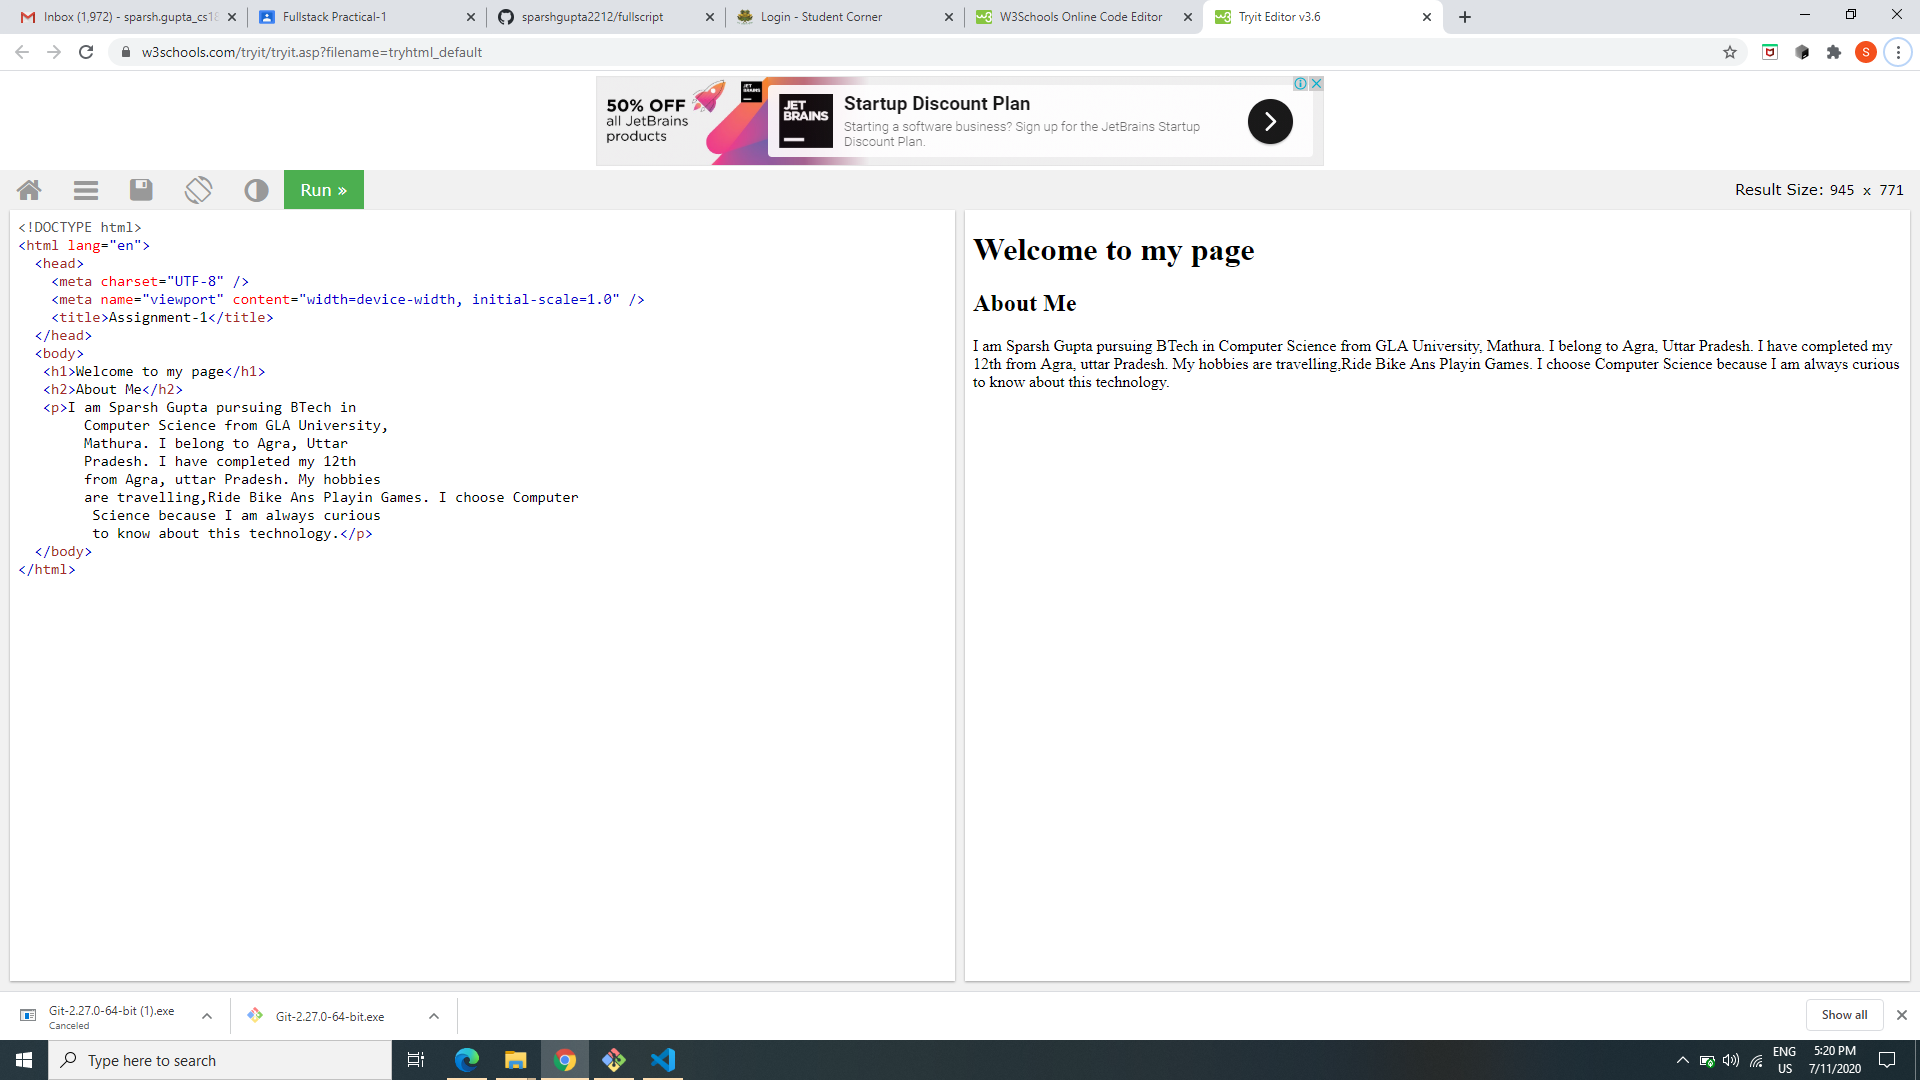 Inbox (1,972) - sparsh.gupta_cs18
Fullstack Practical-1
sparshgupta2212/fullscript
Login - Student Corner
W3Schools Online Code Editor
Tryit Editor v3.6
w3schools.com/tryit/tryit.asp?filename=tryhtml_default
S
50% OFF
all JetBrains
products
JET
BRAINS
Startup Discount Plan
Starting a software business? Sign up for the JetBrains Startup
Discount Plan.
Run »
Result Size: 945 x 771
<!DOCTYPE html>
<html lang="en">
<head>
<meta charset="UTF-8" />
<meta name="viewport" content="width=device-width, initial-scale=1.0" />
<title>Assignment-1</title>
</head>
<body>
<h1>Welcome to my page</h1>
<h2>About Me</h2>
<p>I am Sparsh Gupta pursuing BTech in
Computer Science from GLA University,
Mathura. I belong to Agra, Uttar
Pradesh. I have completed my 12th
from Agra, uttar Pradesh. My hobbies
are travelling,Ride Bike Ans Playin Games. I choose Computer
Science because I am always curious
to know about this technology.</p>
</body>
</html>
Welcome to my page
About Me
I am Sparsh Gupta pursuing BTech in Computer Science from GLA University, Mathura. I belong to Agra, Uttar Pradesh. I have completed my
12th from Agra, uttar Pradesh. My hobbies are travelling,Ride Bike Ans Playin Games. I choose Computer Science because I am always curious
to know about this technology.
Git-2.27.0-64-bit (1).exe
Canceled
Git-2.27.0-64-bit.exe
Show all
Type here to search
ENG
US
5:20 PM
7/11/2020